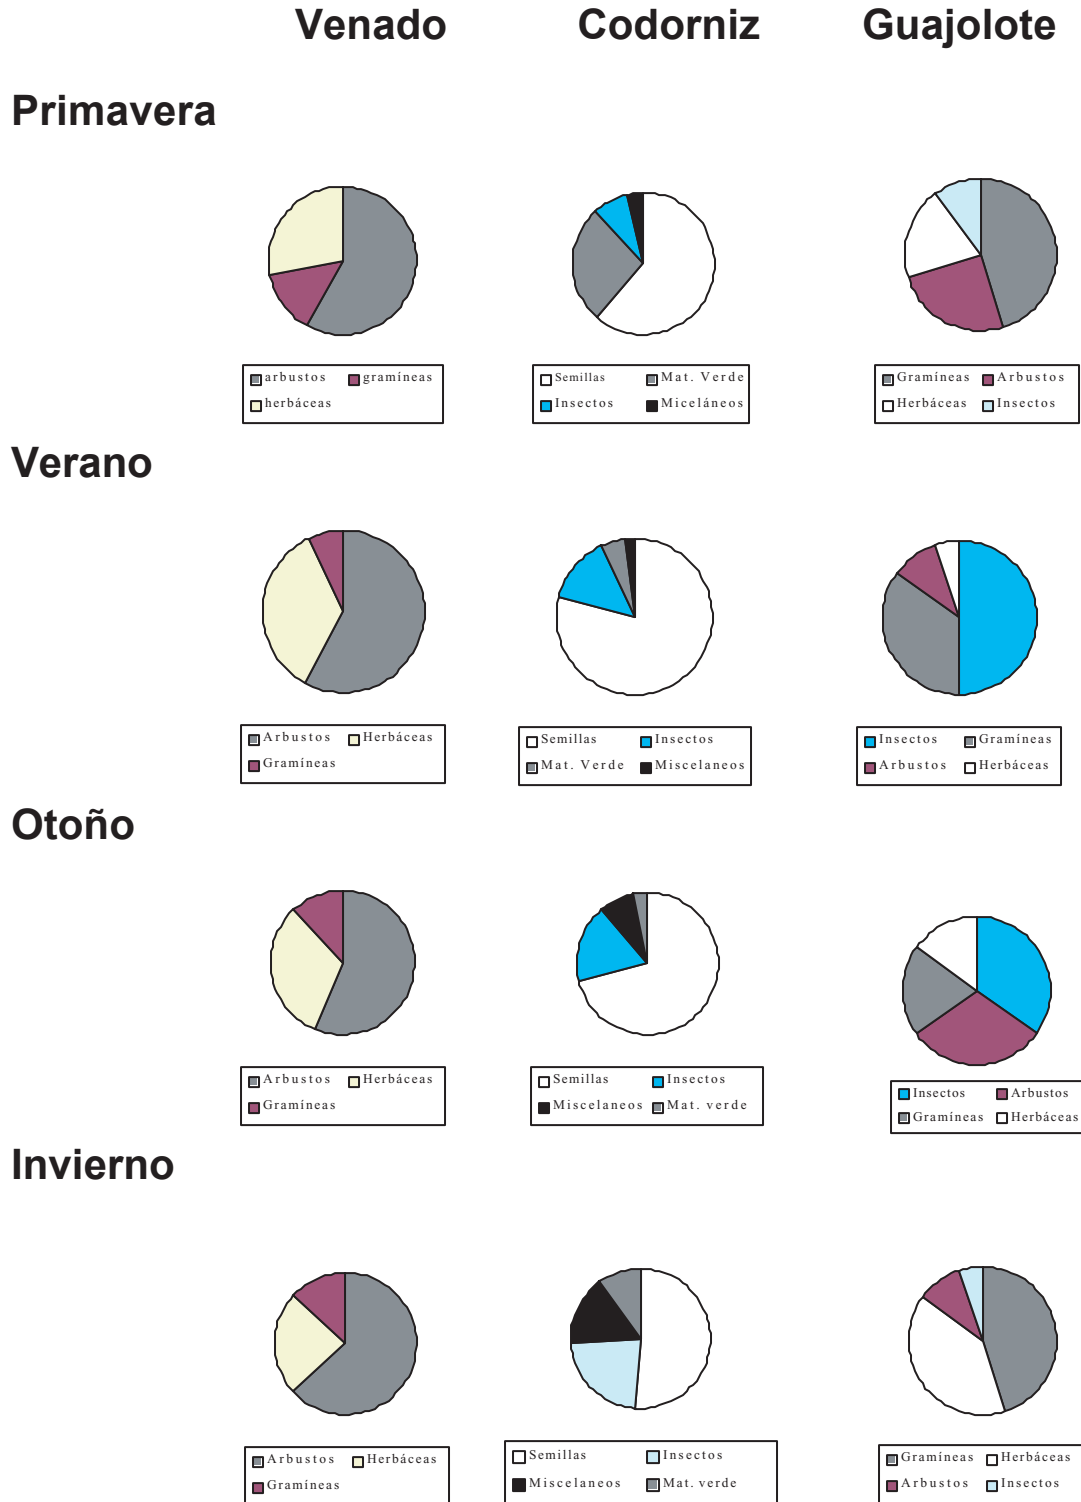 Venado Codorniz Guajolote
Primavera
arbustos gramíneas
herbáceas
Semillas Mat. Verde
Insectos Miceláneos
Gramíneas Arbustos
Herbáceas Insectos
Verano
Arbustos Herbáceas
Gramíneas
Semillas Insectos
Mat. Verde Miscelaneos
Insectos Gramíneas
Arbustos Herbáceas
Otoño
Arbustos Herbáceas
Gramíneas
Semillas Insectos
Miscelaneos Mat. verde
Insectos Arbustos
Gramíneas Herbáceas
Invierno
Arbustos Herbáceas
Gramíneas
Semillas Insectos
Miscelaneos Mat. verde
Gramíneas Herbáceas
Arbustos Insectos